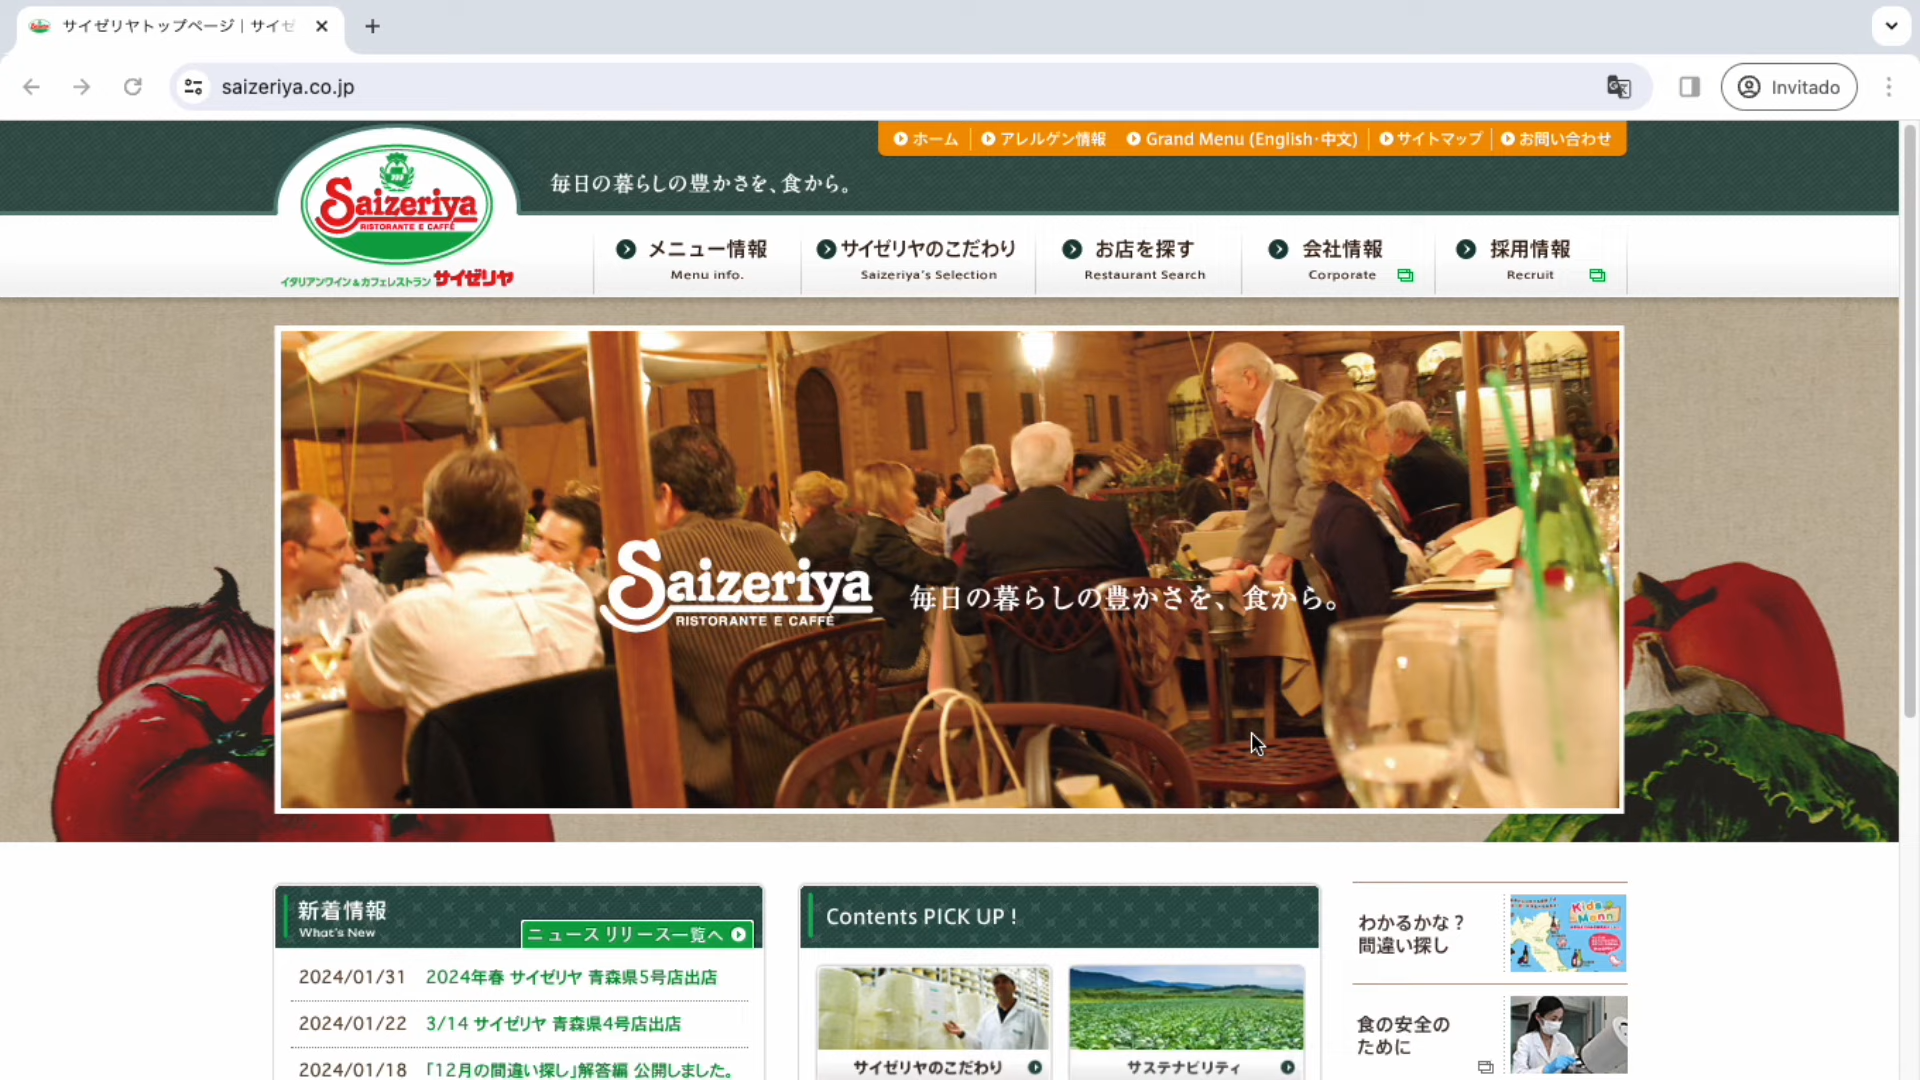 サイゼリヤトップページ | サイゼ
saizeriya.co.jp
Invitado
ホーム
アレルゲン情報
Grand Menu (English・中文)
サイトマップ
お問い合わせ
Saizeriya
RISTORANTE E CAFFÉ
イタリアンワイン&カフェレストラン サイゼリヤ
毎日の暮らしの豊かさを、食から。
メニュー情報
Menu info.
サイゼリヤのこだわり
Saizeriya's Selection
お店を探す
Restaurant Search
会社情報
Corporate
採用情報
Recruit
Saizeriya
RISTORANTE E CAFFÉ
毎日の暮らしの豊かさを、食から。
新着情報
What's New
ニュースリリース一覧へ
2024/01/31 2024年春 サイゼリヤ 青森県5号店出店
2024/01/22 3/14 サイゼリヤ 青森県4号店出店
2024/01/18 「12月の間違い探し」解答編 公開しました。
Contents PICK UP !
サイゼリヤのこだわり
サステナビリティ
わかるかな？
間違い探し
Kids
Menu
食の安全の
ために